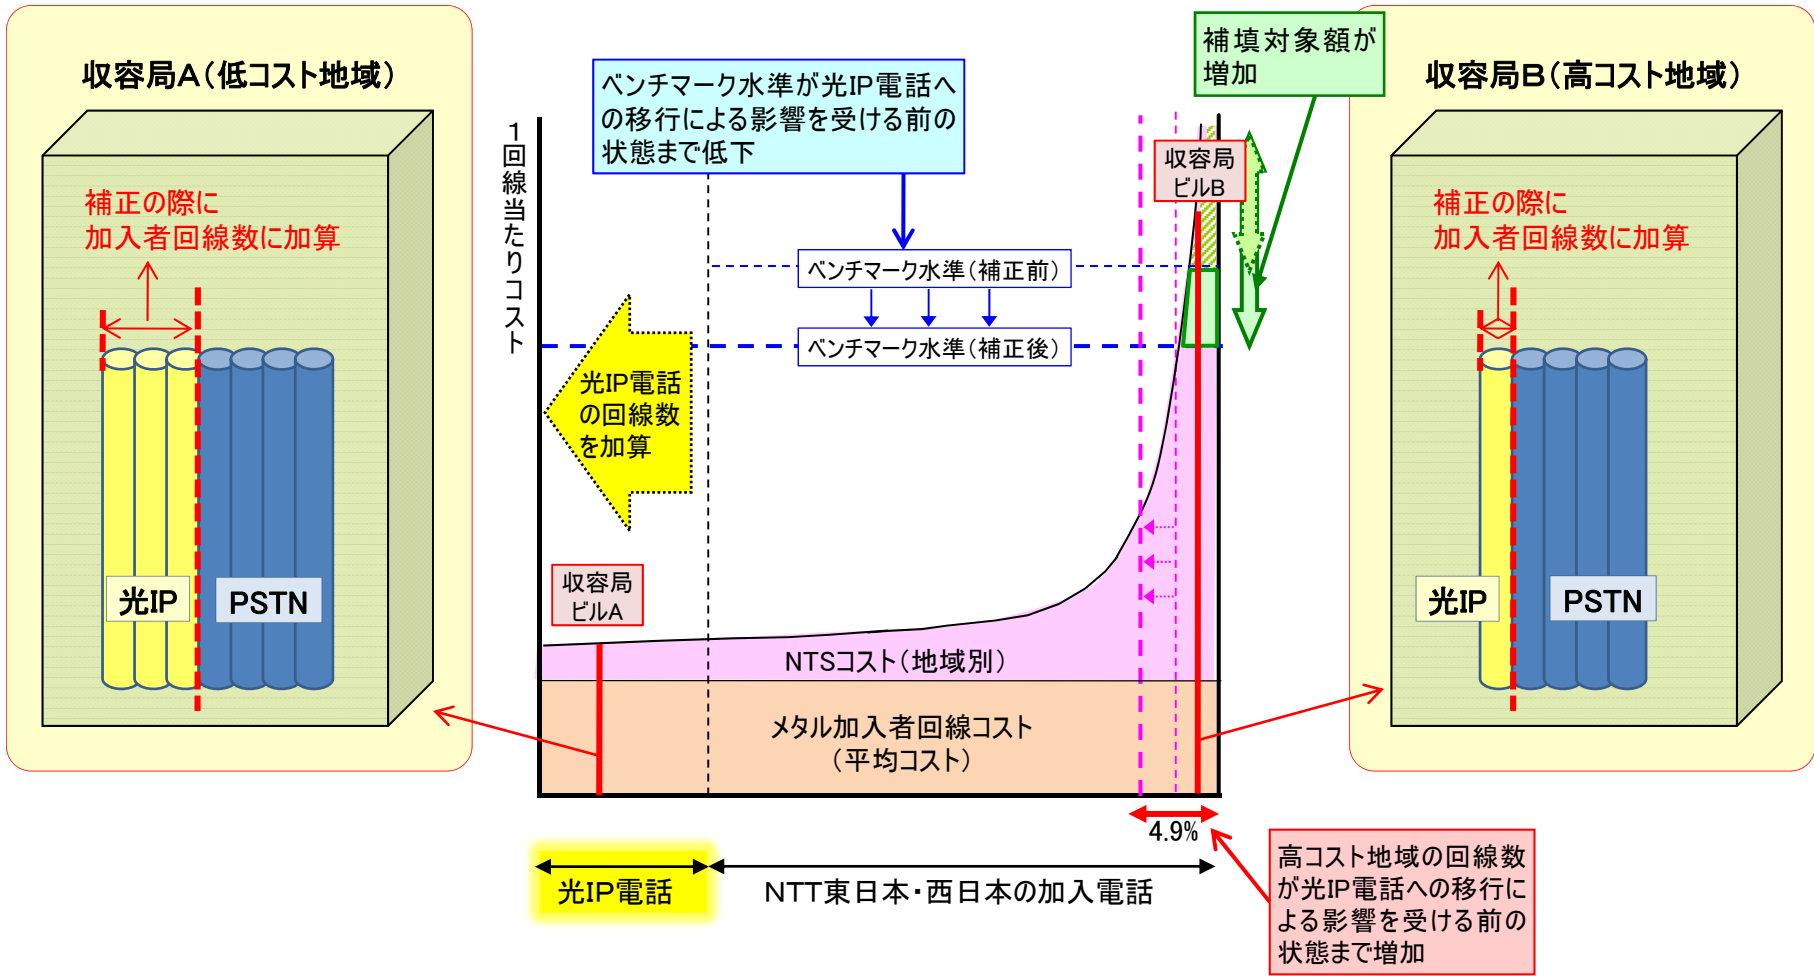 収容局A（低コスト地域）
補正の際に
加入者回線数に加算
光IP
PSTN
1回線当たりコスト
ベンチマーク水準が光IP電話へ
の移行による影響を受ける前の
状態まで低下
補填対象額が
増加
収容局
ビルB
ベンチマーク水準（補正前）
ベンチマーク水準（補正後）
光IP電話
の回線数
を加算
収容局
ビルA
NTSコスト（地域別）
メタル加入者回線コスト
（平均コスト）
4.9%
光IP電話
NTT東日本・西日本の加入電話
高コスト地域の回線数
が光IP電話への移行に
よる影響を受ける前の
状態まで増加
収容局B（高コスト地域）
補正の際に
加入者回線数に加算
光IP
PSTN